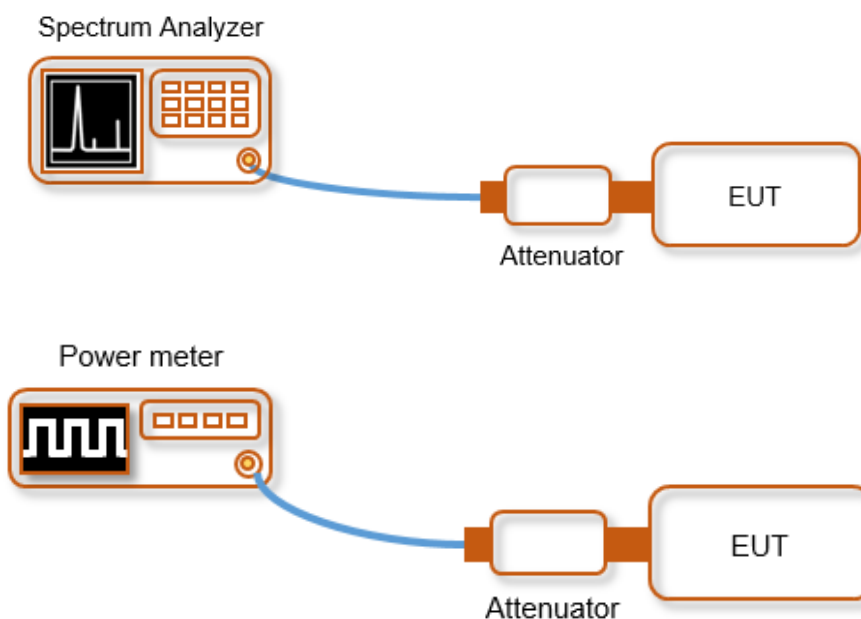 Spectrum Analyzer
EUT
Attenuator
Power meter
EUT
Attenuator